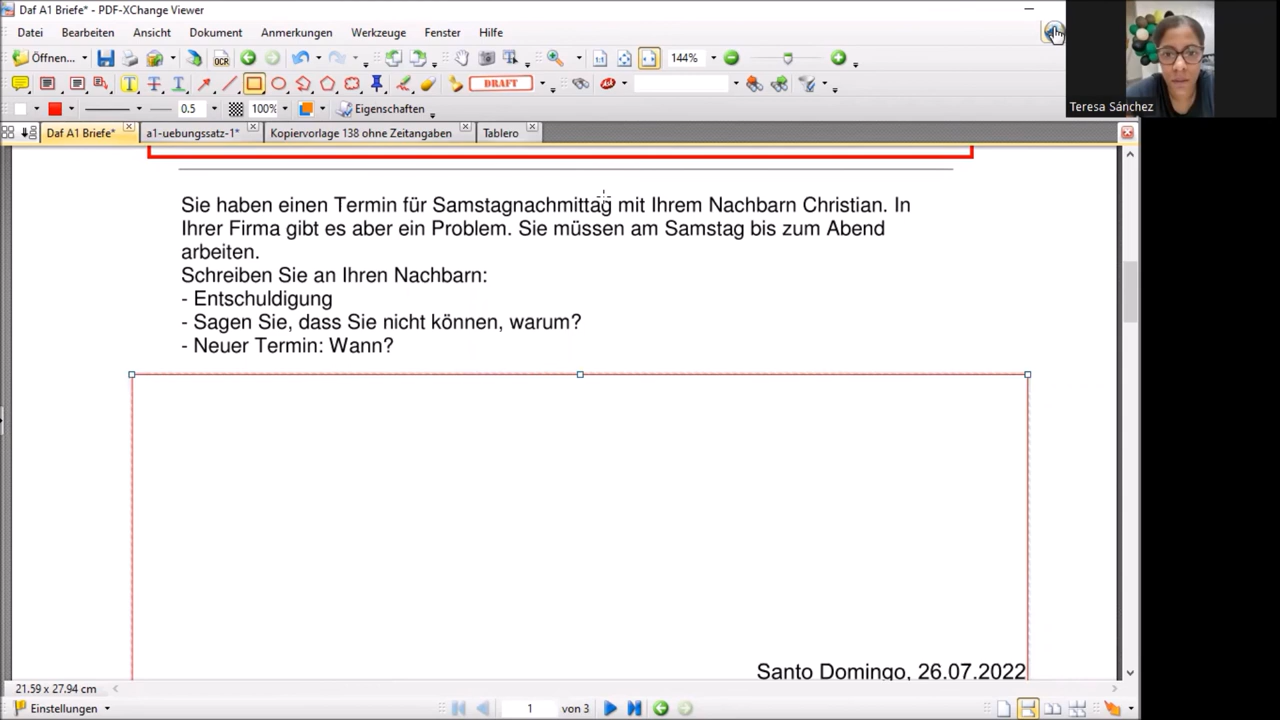 Daf A1 Briefe* - PDF-XChange Viewer
Datei Bearbeiten Ansicht Dokument Anmerkungen Werkzeuge Fenster Hilfe
Öffnen... OCR 1:1 144%
DRAFT
0.5 100% Eigenschaften
Teresa Sánchez
Daf A1 Briefe* a1-uebungssatz-1* Kopiervorlage 138 ohne Zeitangaben Tablero
Sie haben einen Termin für Samstagnachmittag mit Ihrem Nachbarn Christian. In
Ihrer Firma gibt es aber ein Problem. Sie müssen am Samstag bis zum Abend
arbeiten.
Schreiben Sie an Ihren Nachbarn:
- Entschuldigung
- Sagen Sie, dass Sie nicht können, warum?
- Neuer Termin: Wann?
Santo Domingo, 26.07.2022
21.59 x 27.94 cm
Einstellungen 1 von 3